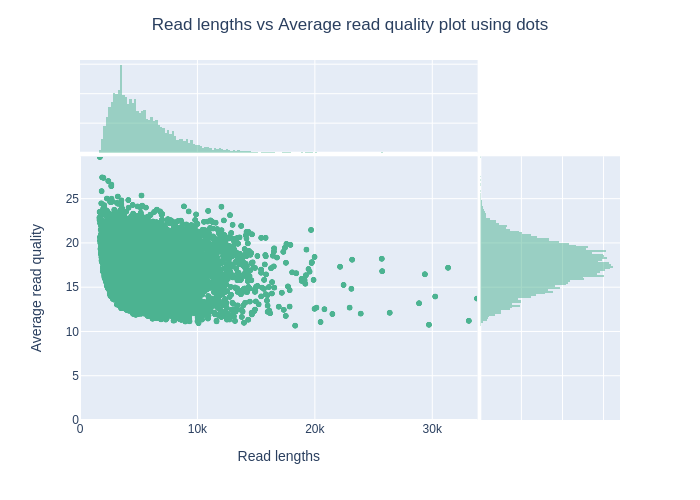 Read lengths vs Average read quality plot using dots
Average read quality
25
20
15
10
5
0
0 10k 20k 30k
Read lengths